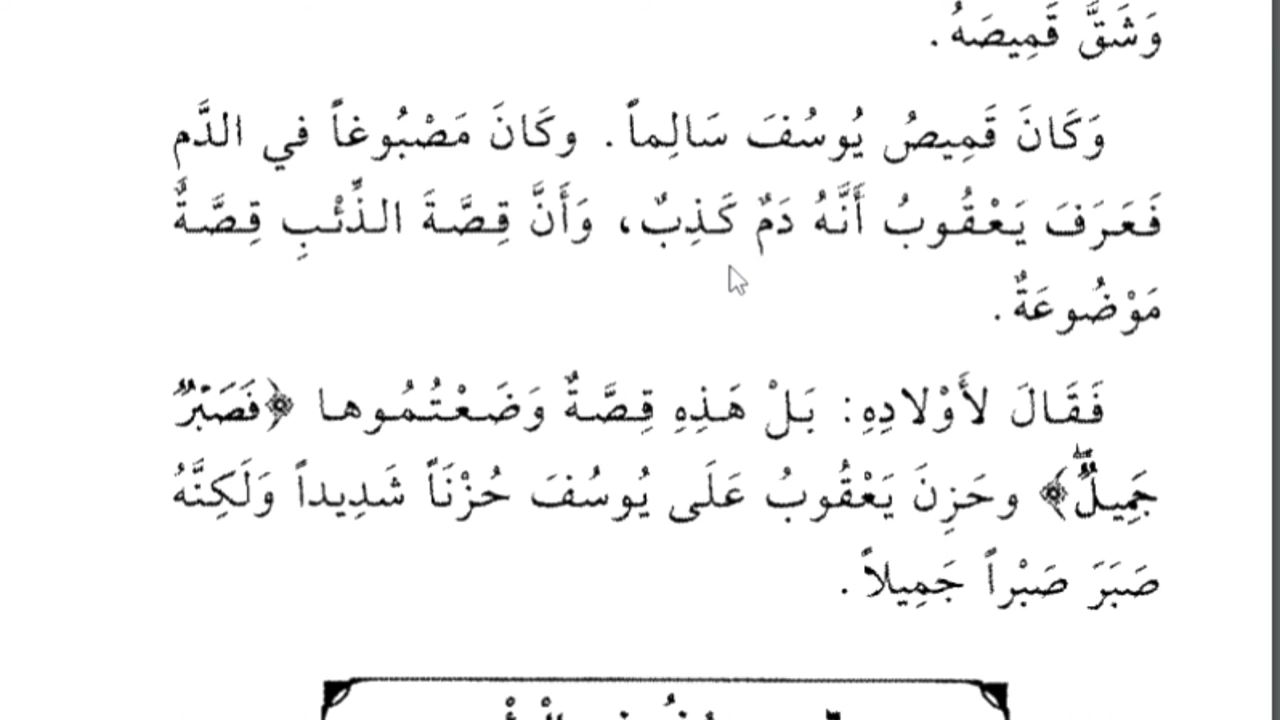 وَشَقَّ قَمِيصَهُ .
وَكَانَ قَمِيصُ يُوسُفَ سَالِماً . وكَانَ مَصْبُوغاً في الدَّم
فَعَرَفَ يَعْقُوبُ أَنَّهُ دَمٌ كَذِبٌ، وَأَنَّ قِصَّةَ الذِّئْبِ قِصَّةٌ
مَوْضُوعَةٌ .
فَقَالَ لأَوْلادِهِ: بَلْ هَذِهِ قِصَّةٌ وَضَعْتُمُوها ﴿فَصَبْرٌ
جَمِيلٌ ۖ﴾ وحَزِنَ يَعْقُوبُ عَلَى يُوسُفَ حُزْنَاً شَدِيداً وَلَكِنَّهُ
صَبَرَ صَبْراً جَمِيلاً .